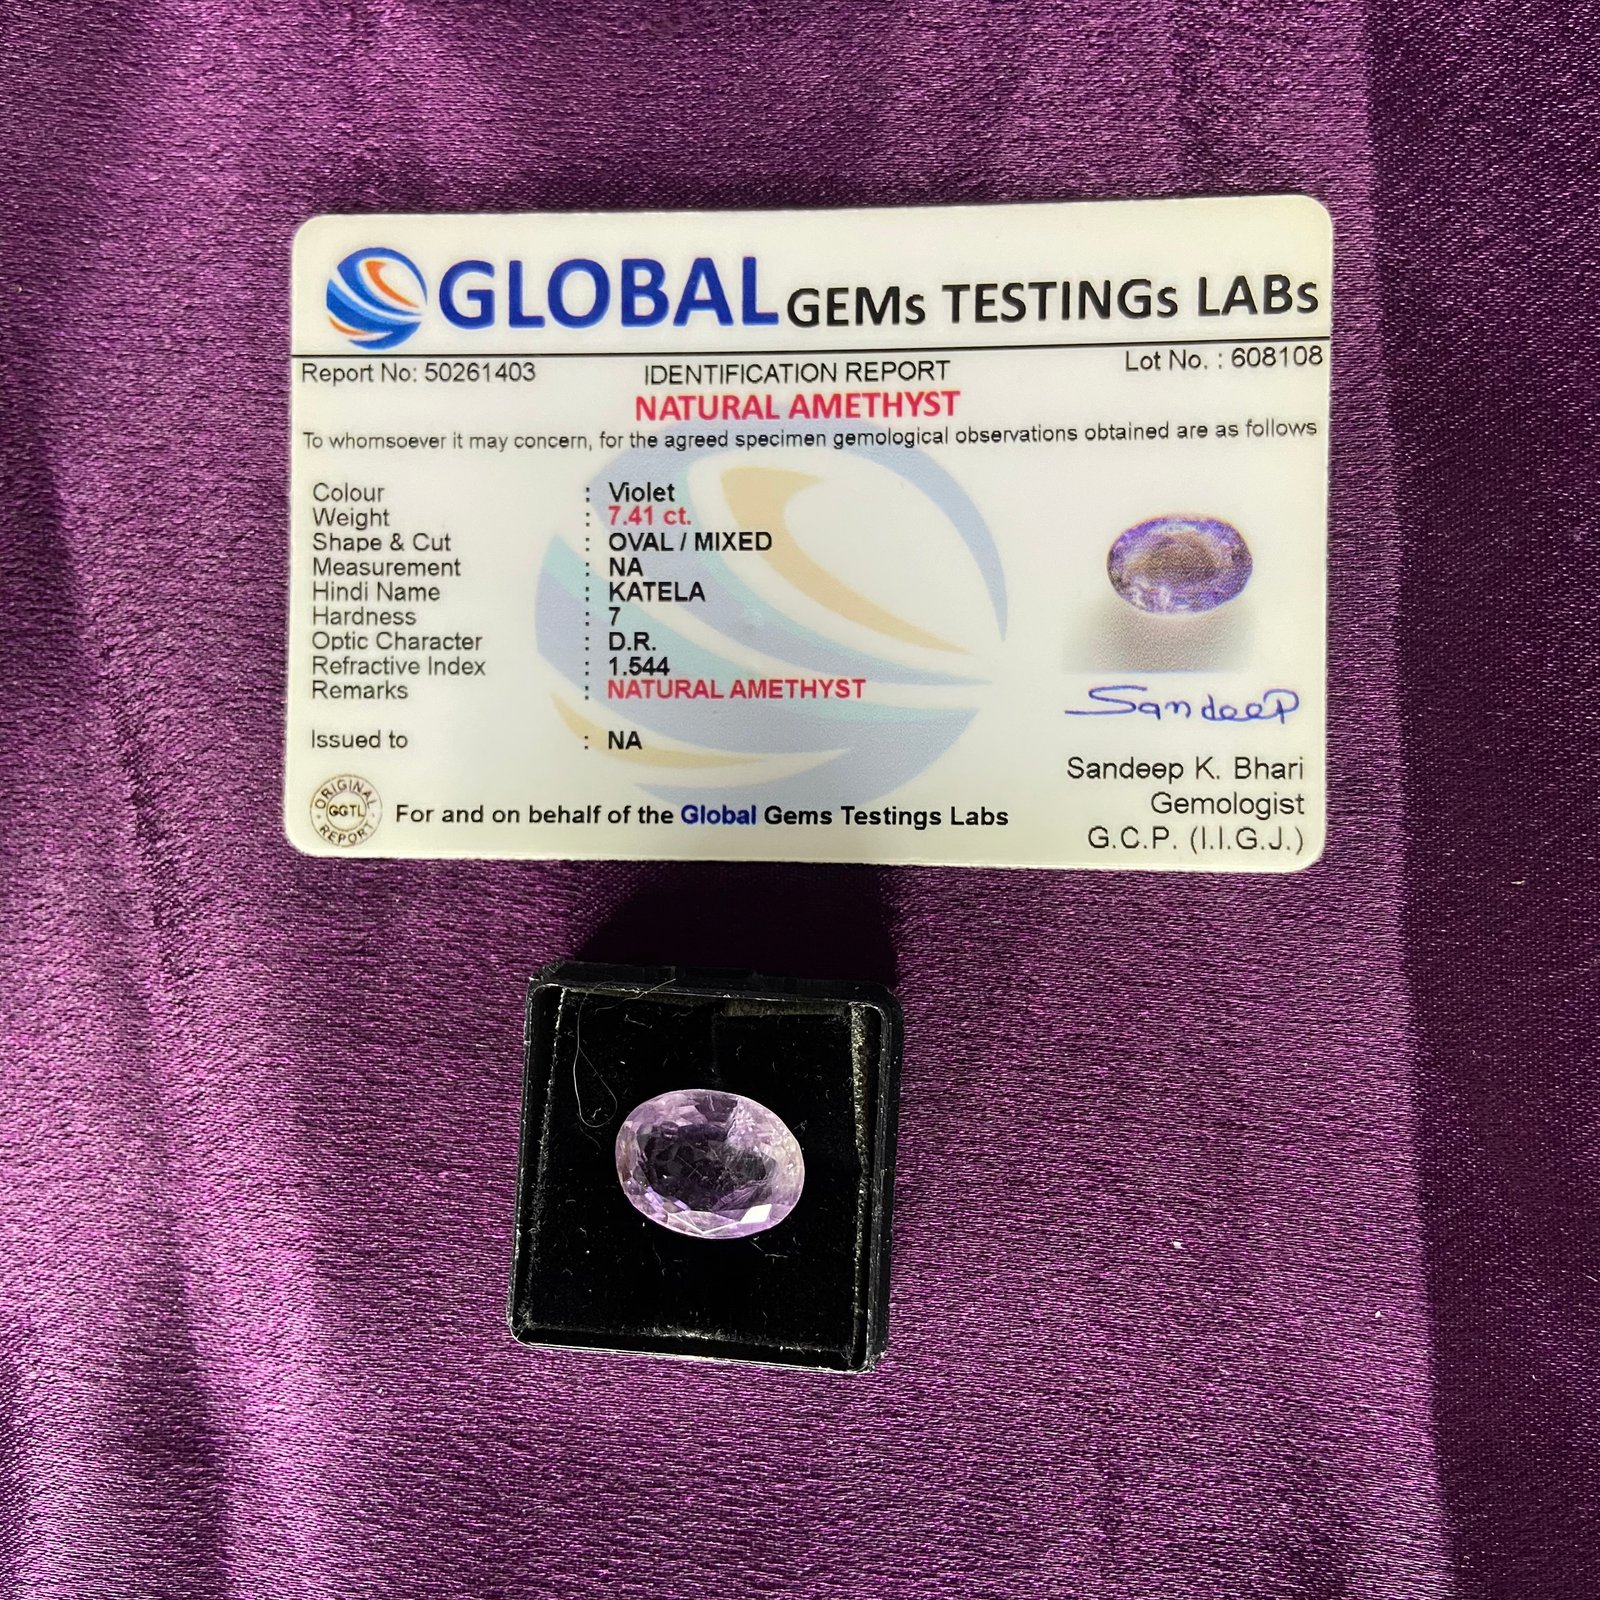 GLOBAL GEMs TESTINGs LABs
Report No: 50261403 IDENTIFICATION REPORT Lot No. : 608108
NATURAL AMETHYST
To whomsoever it may concern, for the agreed specimen gemological observations obtained are as follows
Colour : Violet
Weight : 7.41 ct.
Shape & Cut : OVAL / MIXED
Measurement : NA
Hindi Name : KATELA
Hardness : 7
Optic Character : D.R.
Refractive Index : 1.544
Remarks : NATURAL AMETHYST
Issued to : NA
SandeeP
Sandeep K. Bhari
Gemologist
G.C.P. (I.I.G.J.)
ORIGINAL
GGTL
REPORT
For and on behalf of the Global Gems Testings Labs